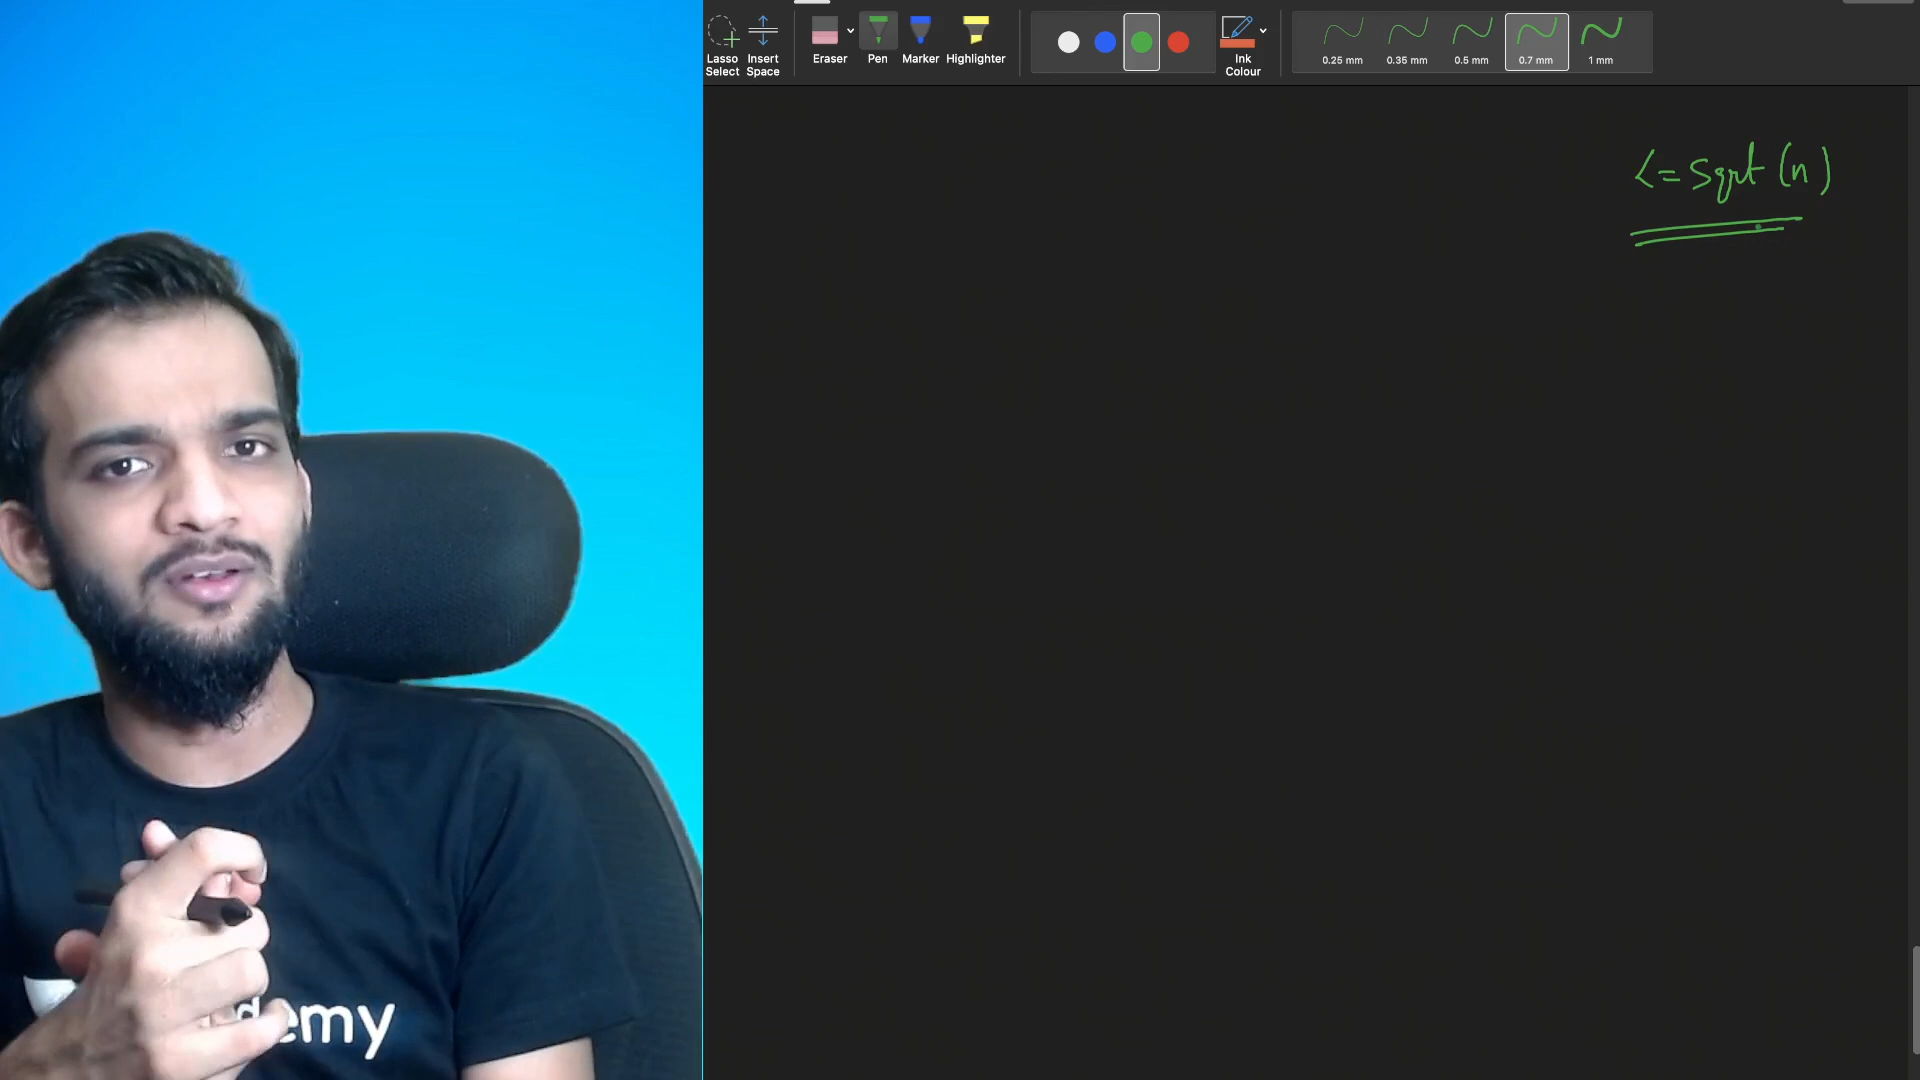 Lasso Select
Insert Space
Eraser
Pen
Marker
Highlighter
Ink Colour
0.25 mm
0.35 mm
0.5 mm
0.7 mm
1 mm
<= sqrt (n)
demy